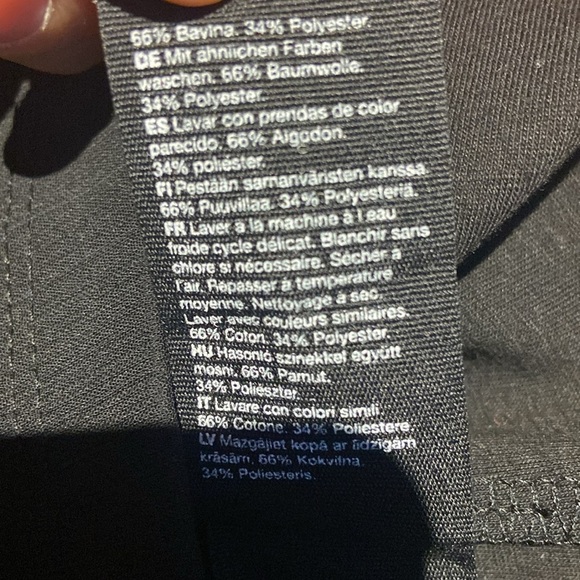 66% Bavlna. 34% Polyester.
DE Mit ähnlichen Farben
waschen. 66% Baumwolle.
34% Polyester.
ES Lavar con prendas de color
parecido. 66% Algodón.
34% poliéster.
FI Pestään samanväristen kanssa.
66% Puuvillaa. 34% Polyesteriä.
FR Laver à la machine à l'eau
froide cycle délicat. Blanchir sans
chlore si nécessaire. Sécher à
l'air. Repasser à température
moyenne. Nettoyage à sec.
Laver avec couleurs similaires.
66% Coton. 34% Polyester.
HU Hasonló színekkel együtt
mosni. 66% Pamut.
34% Poliészter.
IT Lavare con colori simili.
66% Cotone. 34% Poliestere.
LV Mazgājiet kopā ar līdzīgām
krāsām. 66% Kokvilna.
34% Poliesteris.